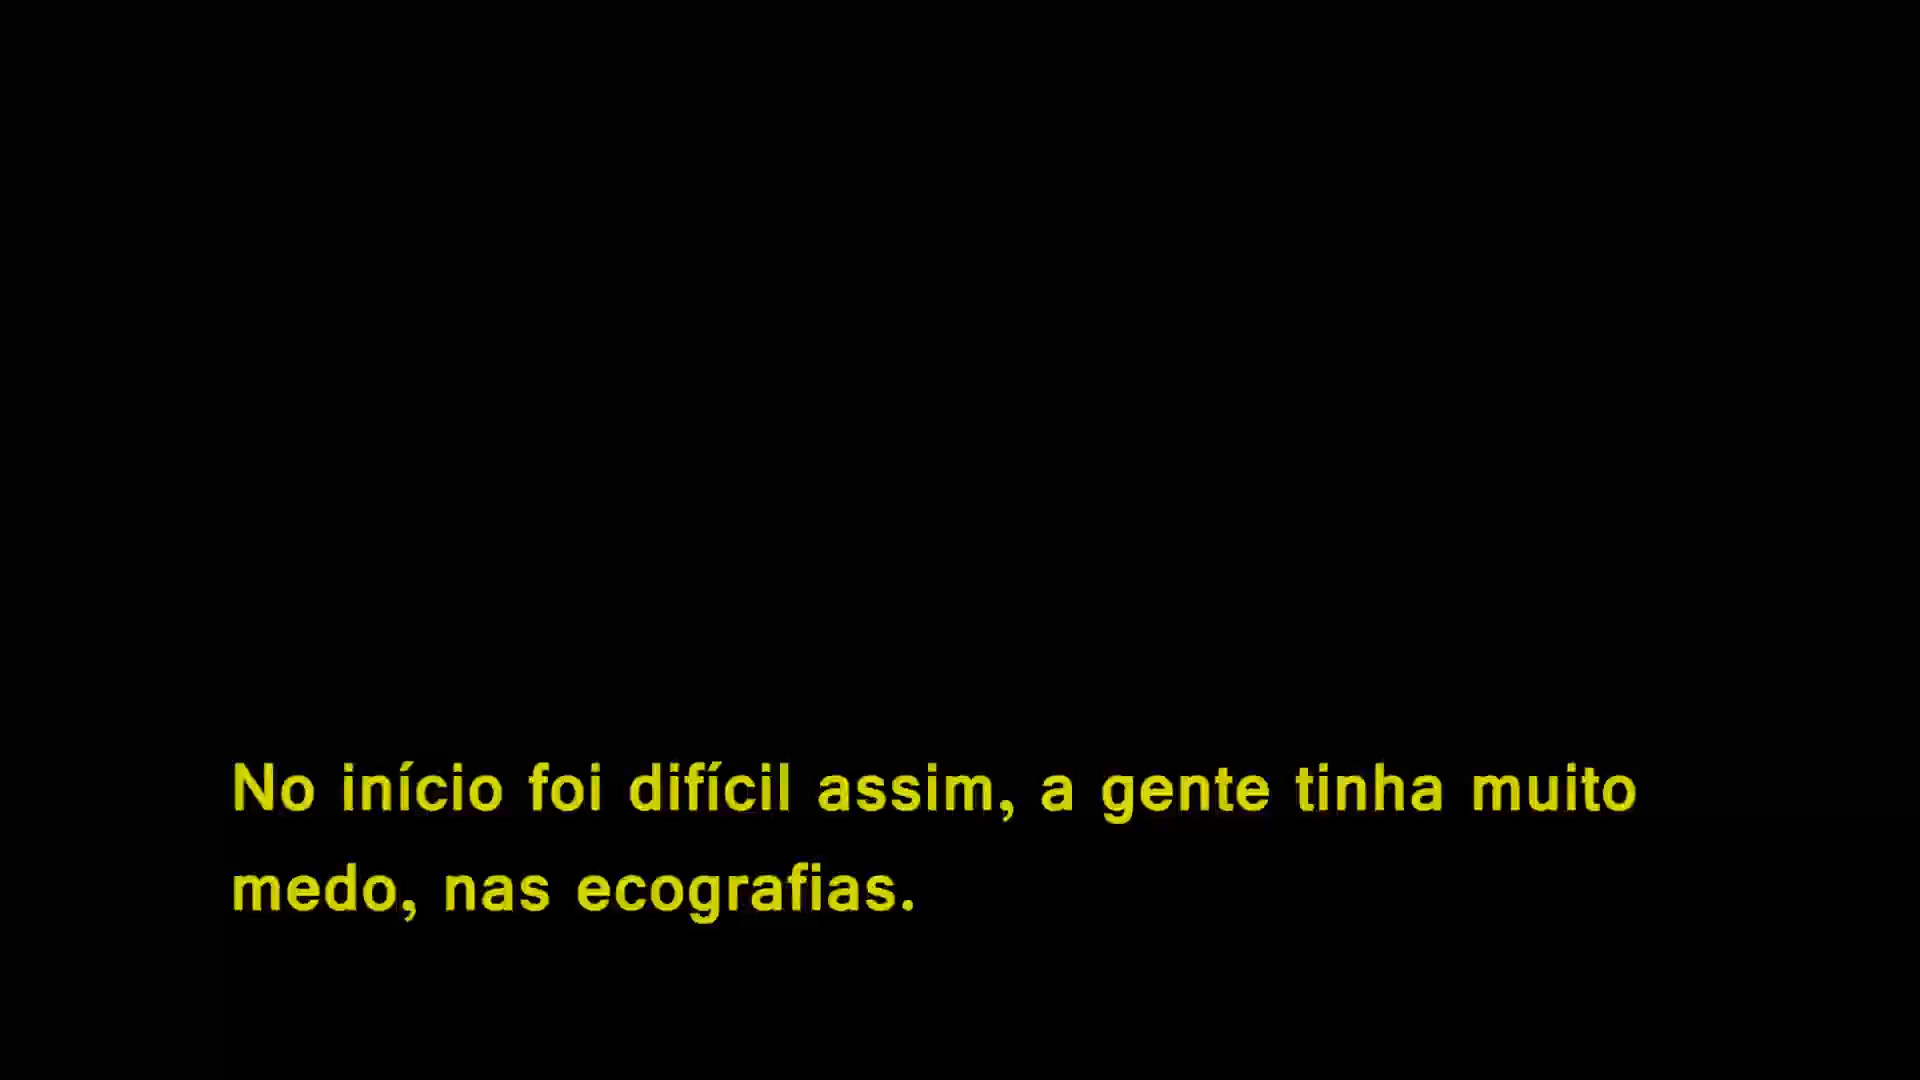 No início foi difícil assim, a gente tinha muito
medo, nas ecografias.